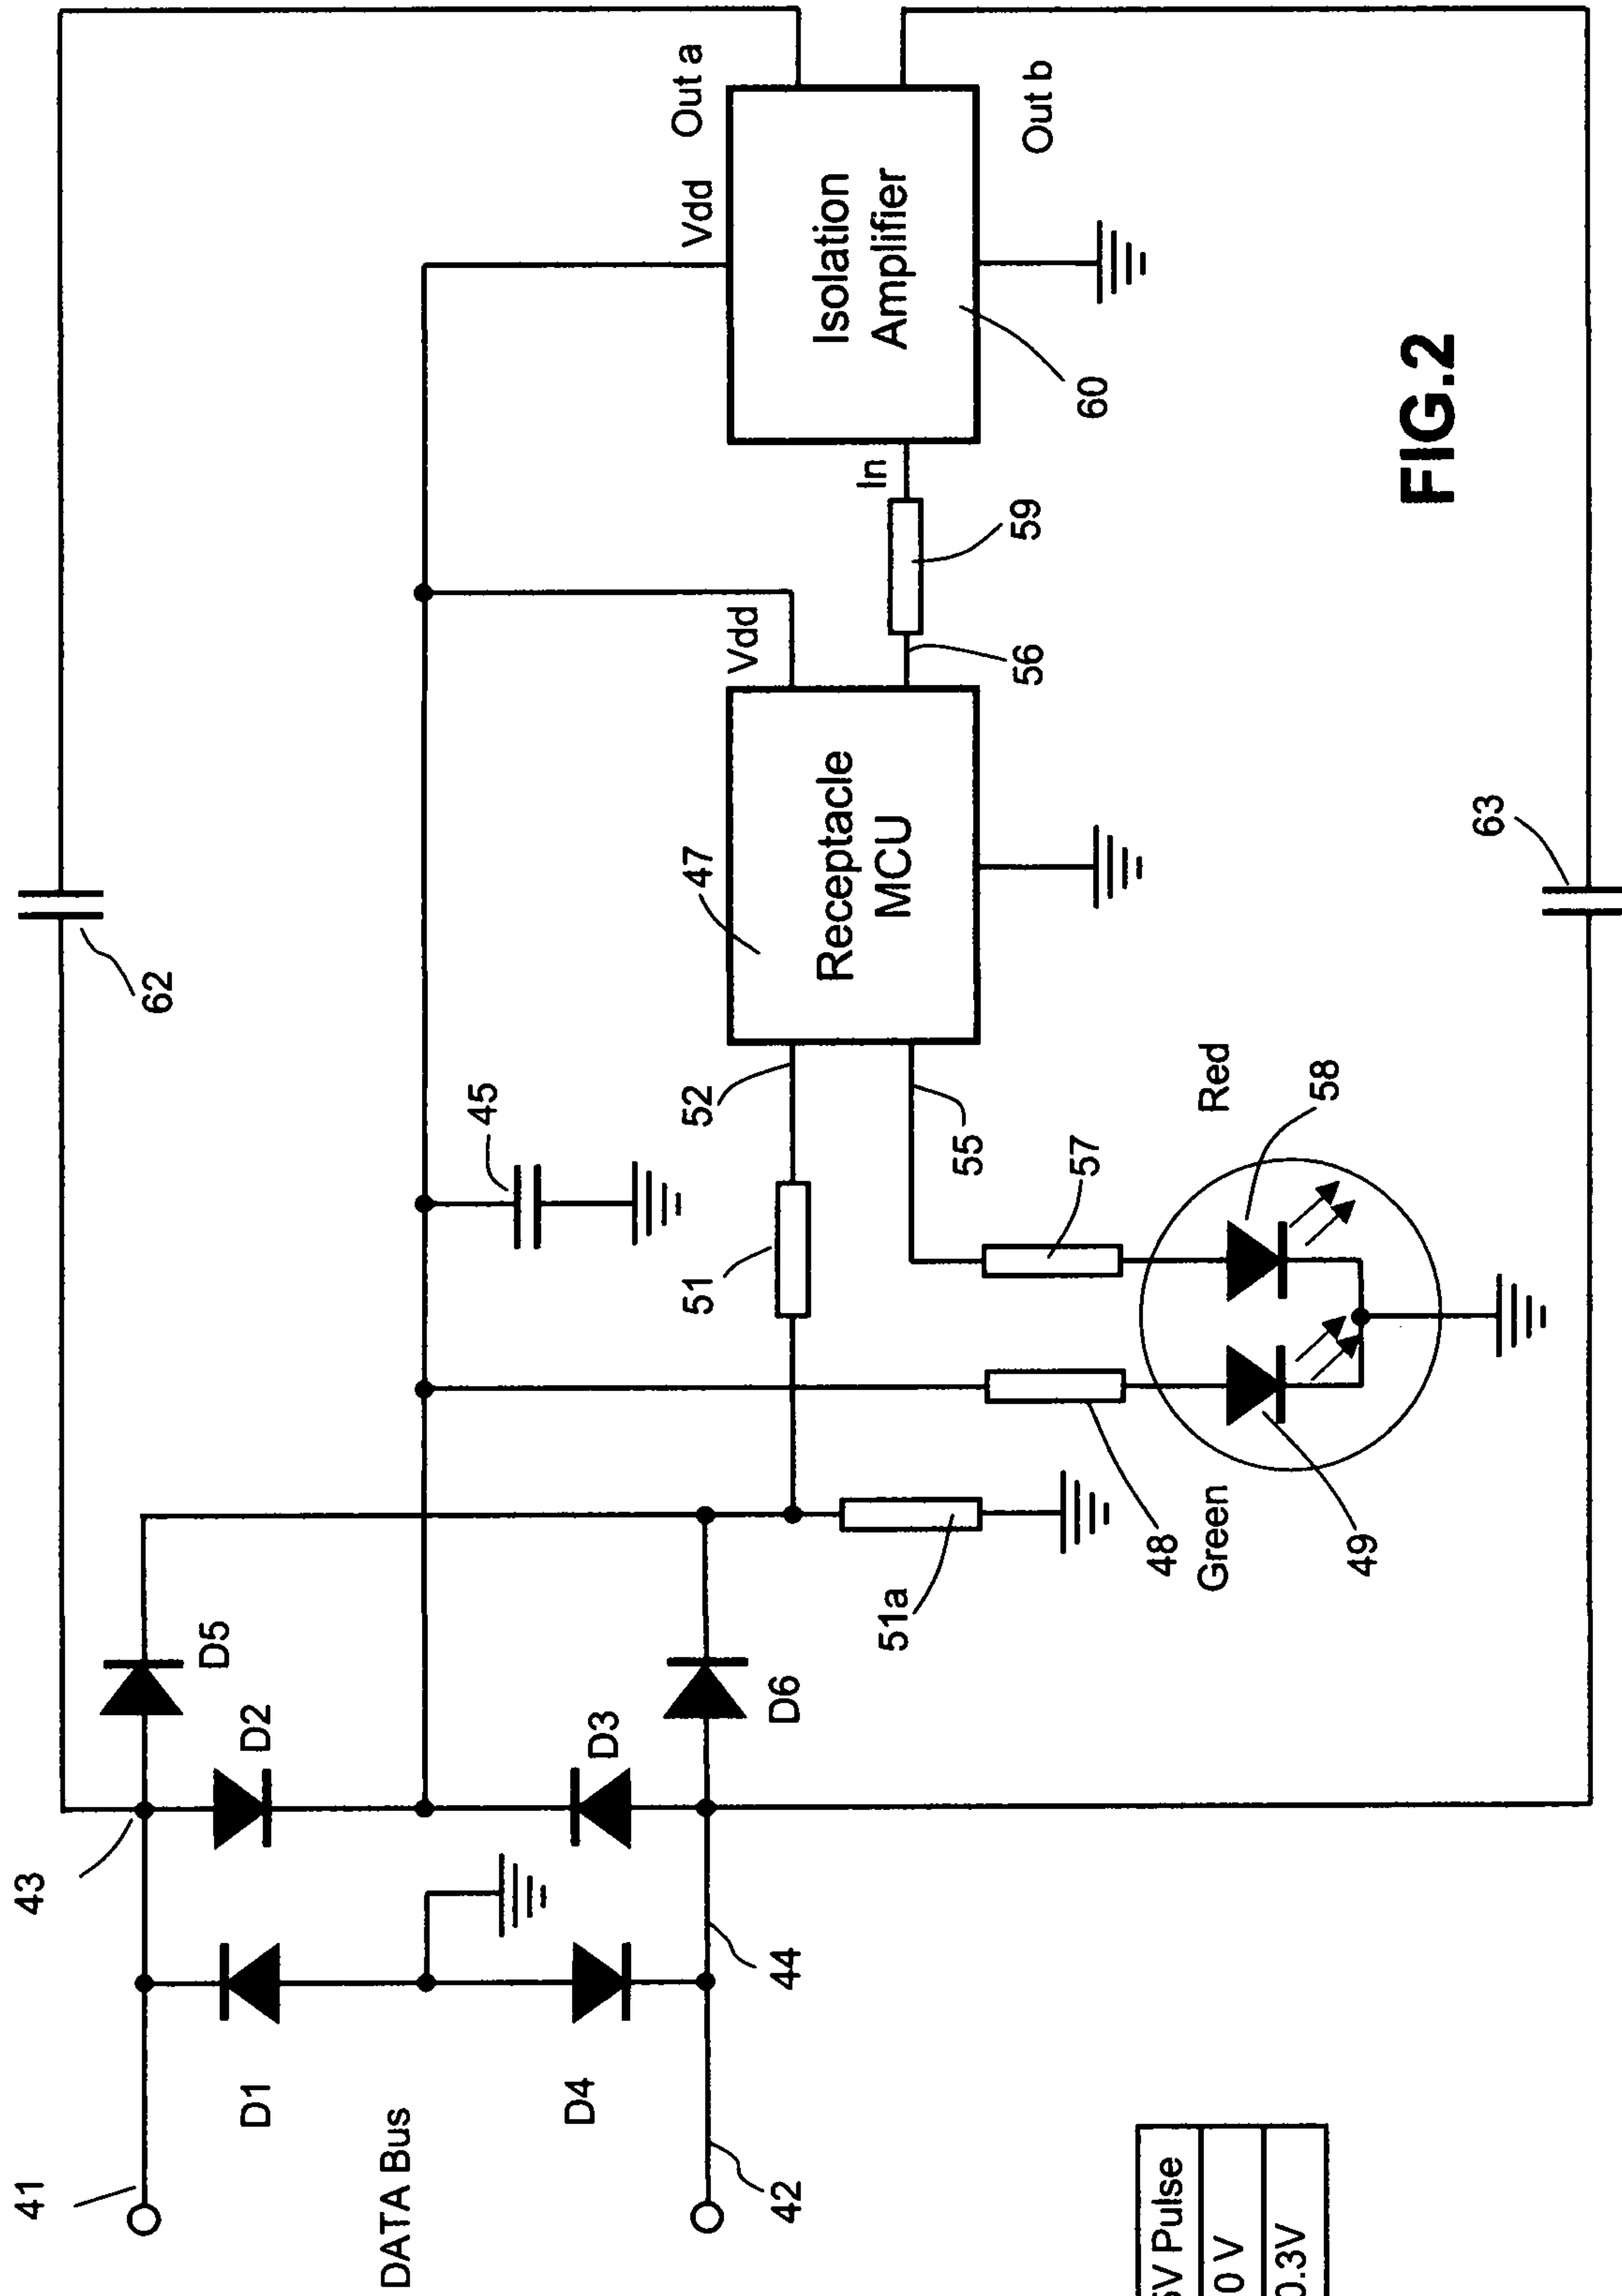 62
Out a
Vdd
Isolation
Amplifier
60
Out b
In
59
56
Vdd
47
Receptacle
MCU
63
45
52
55
51
57
Red
58
48
Green
49
51a
D5
D2
D3
D6
43
44
D1
D4
41
DATA Bus
42
V Pulse
0 V
0.3V
FIG.2